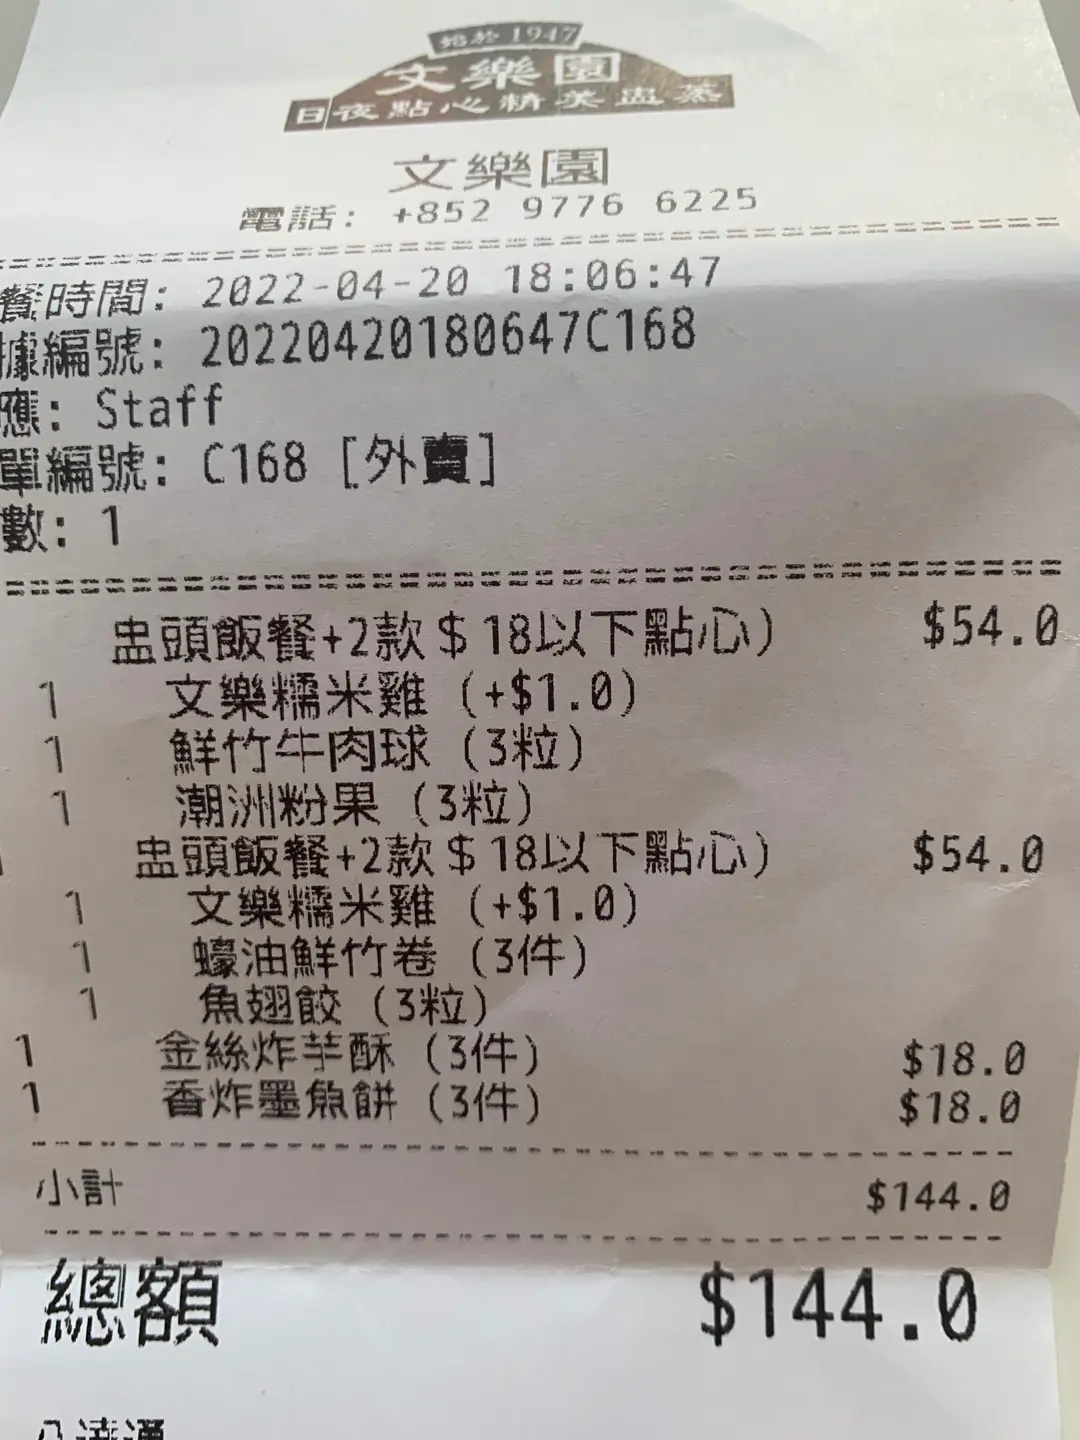 始於 1947
文樂園
日夜點心精美盅蒸
文樂園
電話: +852 9776 6225
餐時間: 2022-04-20 18:06:47
據編號: 20220420180647C168
應: Staff
單編號: C168 [外賣]
數: 1
盅頭飯餐+2款$18以下點心) $54.0
1 文樂糯米雞 (+$1.0)
1 鮮竹牛肉球 (3粒)
1 潮洲粉果 (3粒)
盅頭飯餐+2款$18以下點心) $54.0
1 文樂糯米雞 (+$1.0)
1 蠔油鮮竹卷 (3件)
1 魚翅餃 (3粒)
1 金絲炸芋酥 (3件) $18.0
1 香炸墨魚餅 (3件) $18.0
小計 $144.0
總額 $144.0
八達通